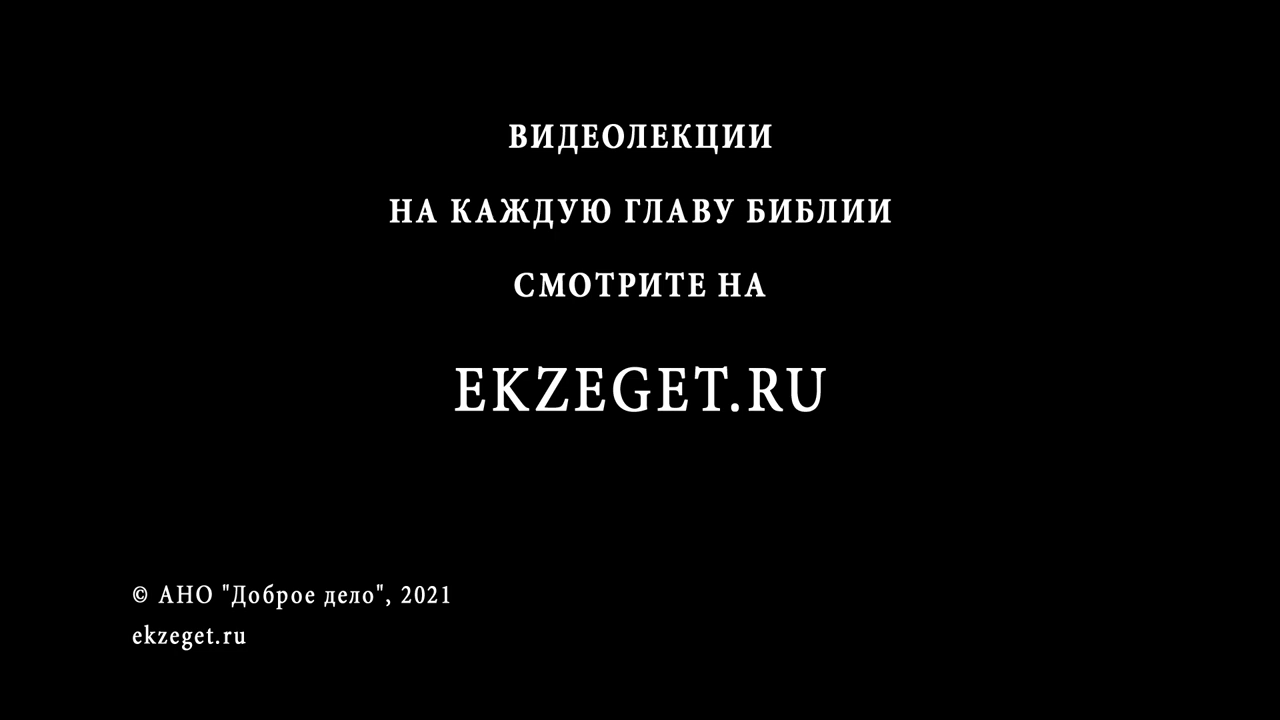 ВИДЕОЛЕКЦИИ
НА КАЖДУЮ ГЛАВУ БИБЛИИ
СМОТРИТЕ НА
EKZEGET.RU
© АНО "Доброе дело", 2021
ekzeget.ru